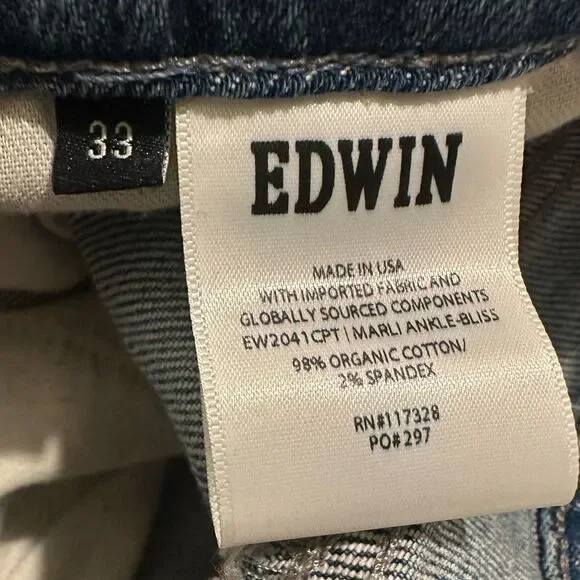 33
EDWIN
MADE IN USA
WITH IMPORTED FABRIC AND
GLOBALLY SOURCED COMPONENTS
EW2041CPT | MARLI ANKLE-BLISS
98% ORGANIC COTTON/
2% SPANDEX
RN#117328
PO#297